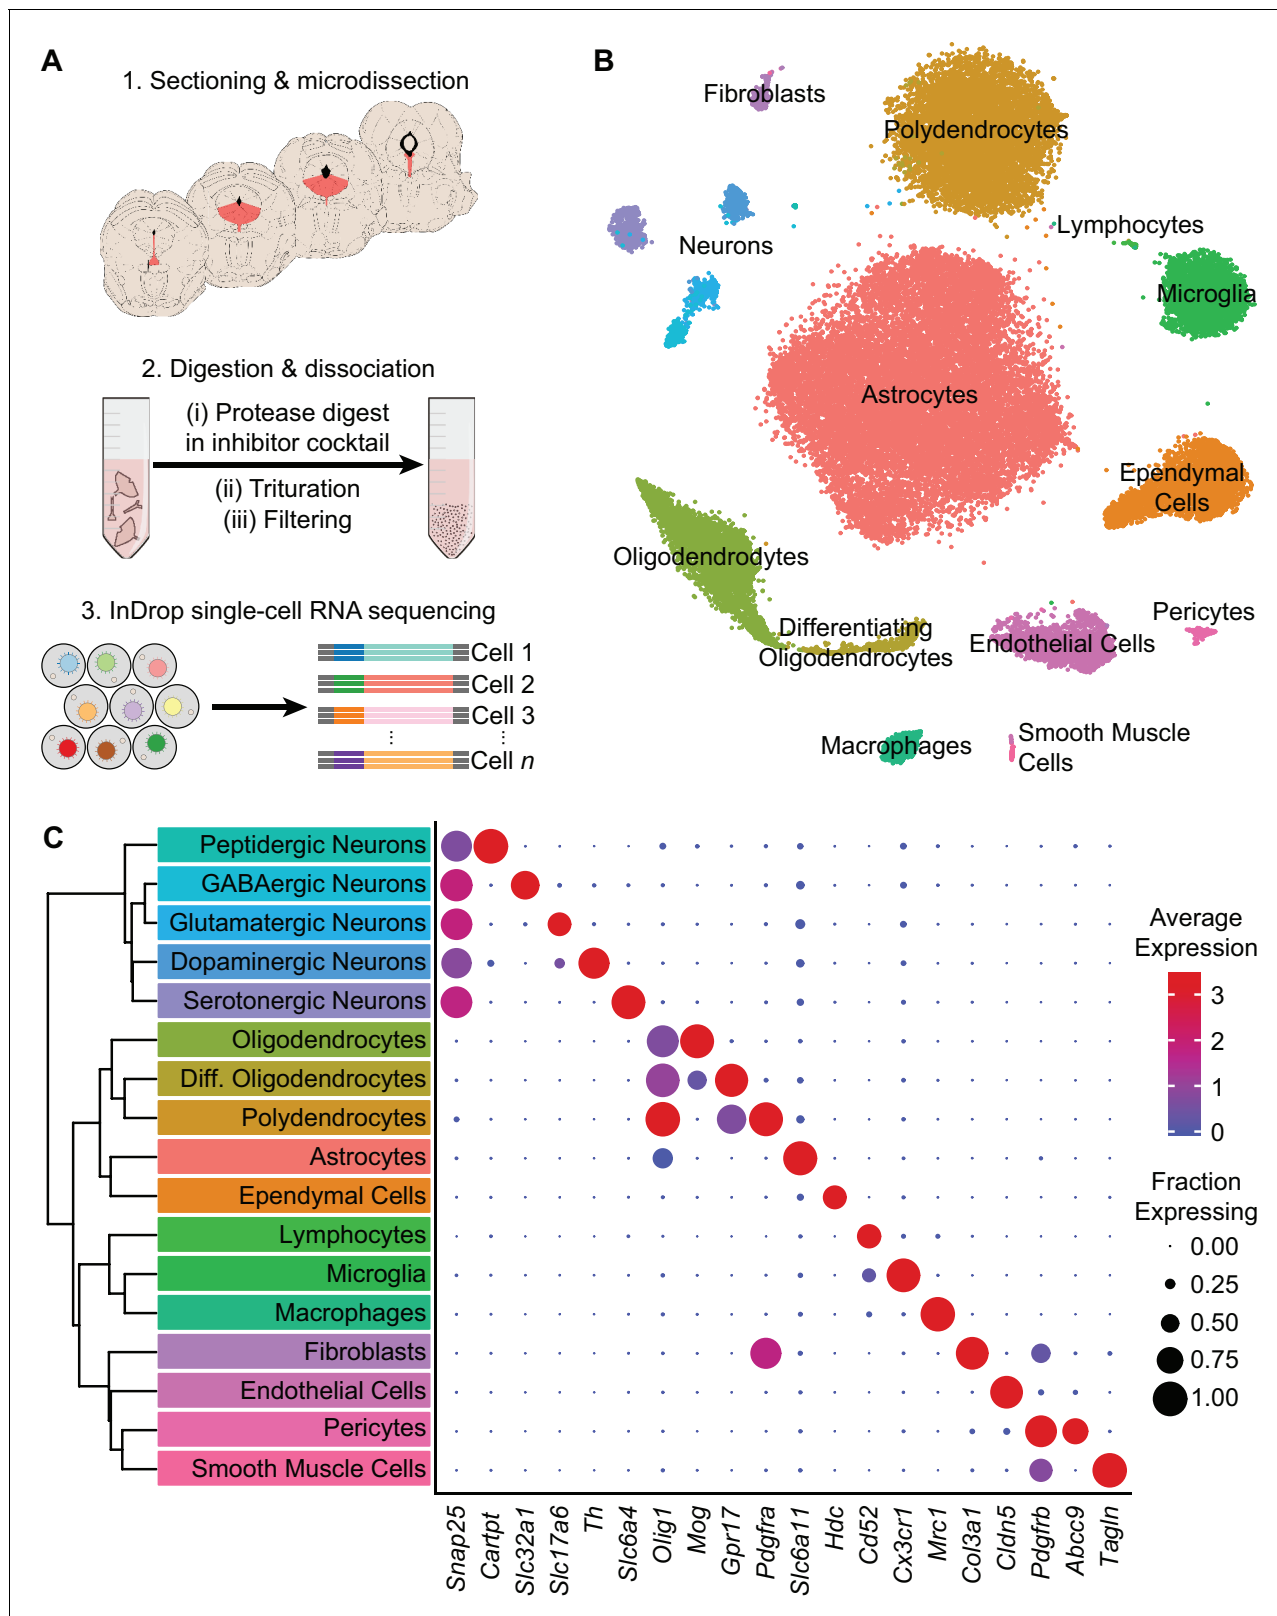 A
1. Sectioning & microdissection
2. Digestion & dissociation
(i) Protease digest
in inhibitor cocktail
(ii) Trituration
(iii) Filtering
3. InDrop single-cell RNA sequencing
Cell 1
Cell 2
Cell 3
⋮ ⋮
Cell n
B
Fibroblasts
Polydendrocytes
Lymphocytes
Neurons
Microglia
Astrocytes
Ependymal
Cells
Oligodendrodytes
Differentiating
Oligodendrocytes
Endothelial Cells
Pericytes
Macrophages
Smooth Muscle
Cells
C
Peptidergic Neurons
GABAergic Neurons
Glutamatergic Neurons
Dopaminergic Neurons
Serotonergic Neurons
Oligodendrocytes
Diff. Oligodendrocytes
Polydendrocytes
Astrocytes
Ependymal Cells
Lymphocytes
Microglia
Macrophages
Fibroblasts
Endothelial Cells
Pericytes
Smooth Muscle Cells
Snap25
Cartpt
Slc32a1
Slc17a6
Th
Slc6a4
Olig1
Mog
Gpr17
Pdgfra
Slc6a11
Hdc
Cd52
Cx3cr1
Mrc1
Col3a1
Cldn5
Pdgfrb
Abcc9
Tagln
Average
Expression
3
2
1
0
Fraction
Expressing
0.00
0.25
0.50
0.75
1.00